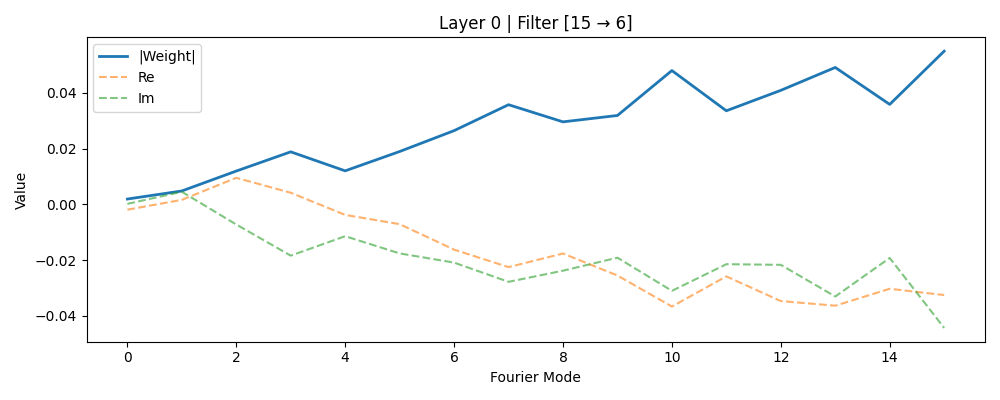 Layer 0 | Filter [15 → 6]
|Weight|
Re
Im
0.04
0.02
0.00
−0.02
−0.04
Value
0 2 4 6 8 10 12 14
Fourier Mode